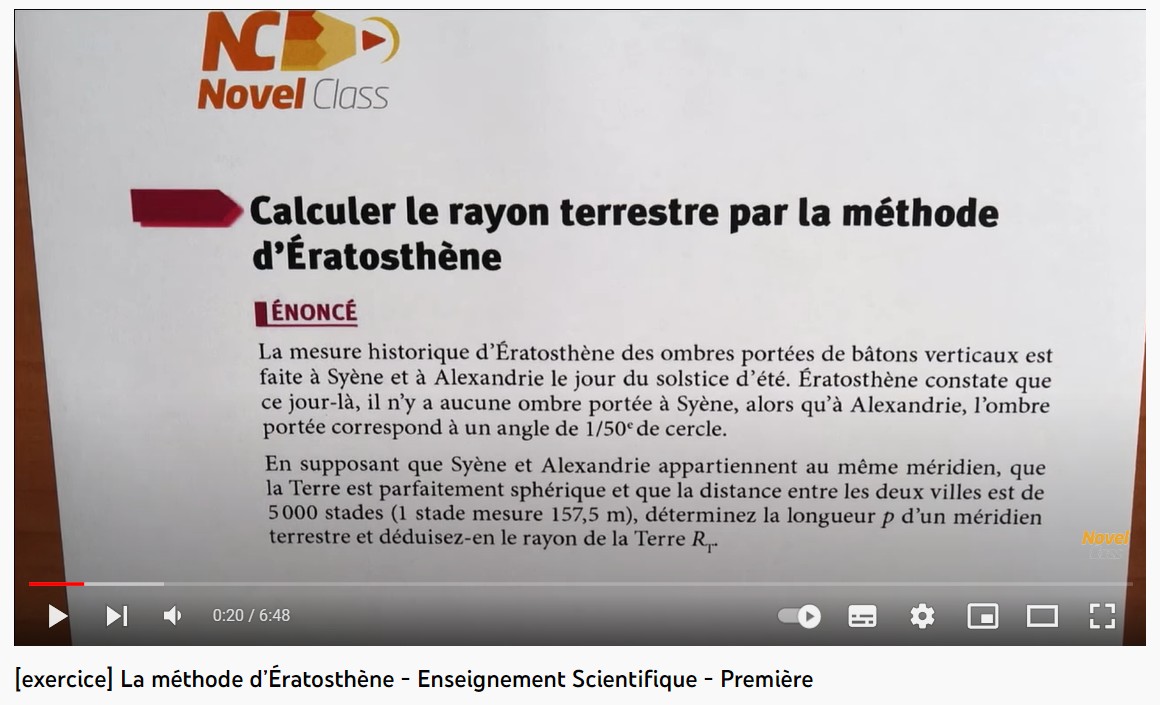 NC
Novel Class
Calculer le rayon terrestre par la méthode
d'Ératosthène
ÉNONCÉ
La mesure historique d'Ératosthène des ombres portées de bâtons verticaux est
faite à Syène et à Alexandrie le jour du solstice d'été. Ératosthène constate que
ce jour-là, il n'y a aucune ombre portée à Syène, alors qu'à Alexandrie, l'ombre
portée correspond à un angle de 1/50e de cercle.
En supposant que Syène et Alexandrie appartiennent au même méridien, que
la Terre est parfaitement sphérique et que la distance entre les deux villes est de
5 000 stades (1 stade mesure 157,5 m), déterminez la longueur p d'un méridien
terrestre et déduisez-en le rayon de la Terre RT.
Novel
0:20 / 6:48
[exercice] La méthode d'Ératosthène - Enseignement Scientifique - Première